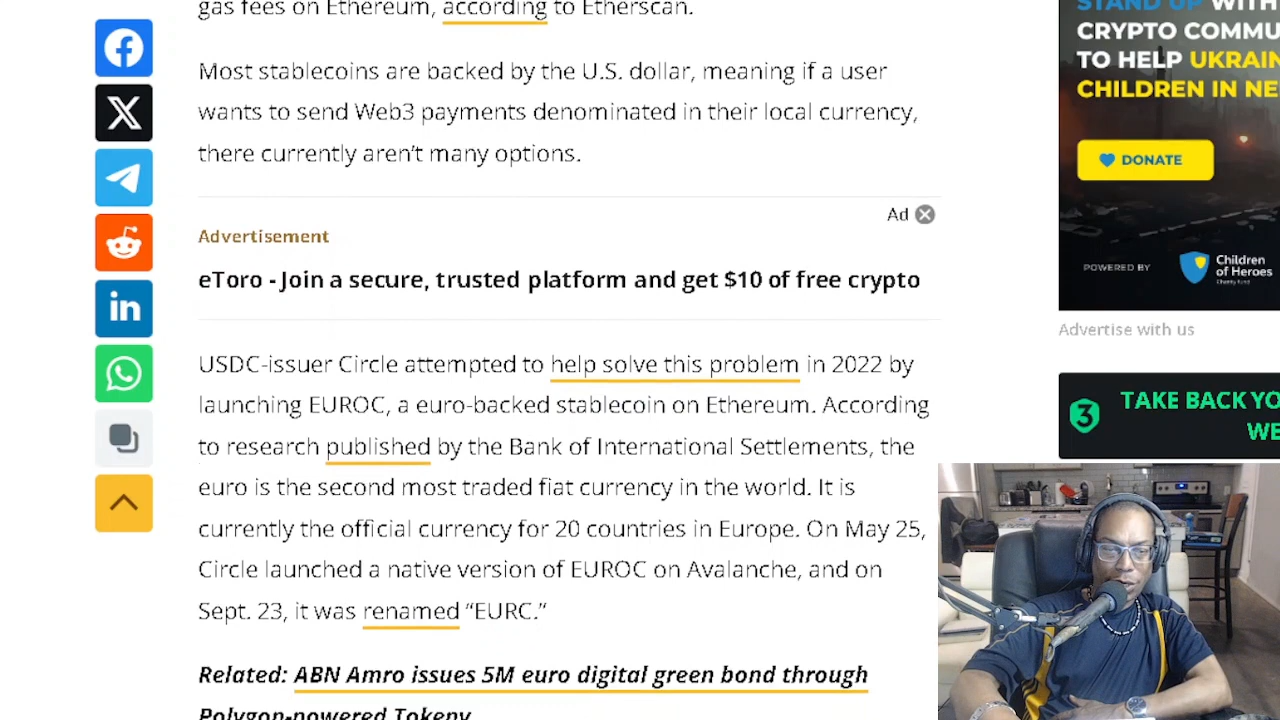 gas fees on Ethereum, according to Etherscan.
Most stablecoins are backed by the U.S. dollar, meaning if a user
wants to send Web3 payments denominated in their local currency,
there currently aren’t many options.
Ad
Advertisement
eToro - Join a secure, trusted platform and get $10 of free crypto
USDC-issuer Circle attempted to help solve this problem in 2022 by
launching EUROC, a euro-backed stablecoin on Ethereum. According
to research published by the Bank of International Settlements, the
euro is the second most traded fiat currency in the world. It is
currently the official currency for 20 countries in Europe. On May 25,
Circle launched a native version of EUROC on Avalanche, and on
Sept. 23, it was renamed “EURC.”
Related: ABN Amro issues 5M euro digital green bond through
Polygon-powered Tokeny
STAND UP WITH
CRYPTO COMMU
TO HELP UKRAIN
CHILDREN IN NE
DONATE
POWERED BY
Children
of Heroes
Charity Fund
Advertise with us
3
TAKE BACK YO
WE